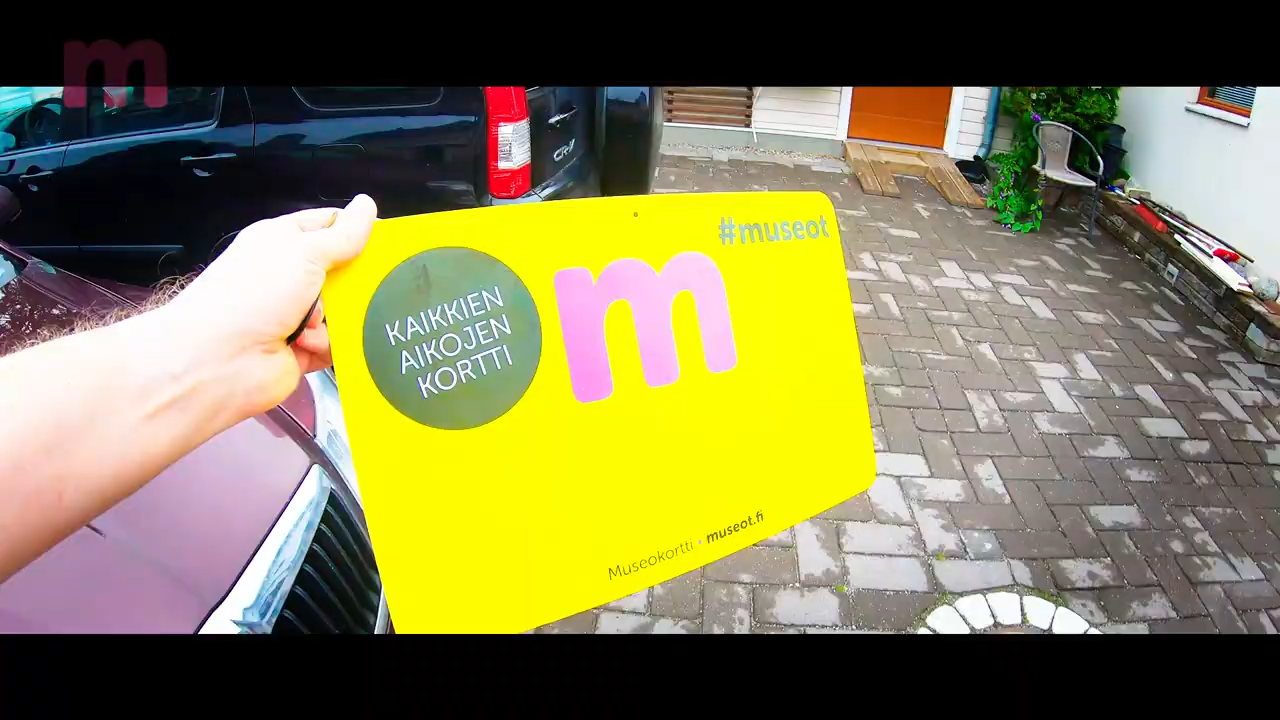 m
CR-V
#museot
m
KAIKKIEN
AIKOJEN
KORTTI
Museokortti • museot.fi